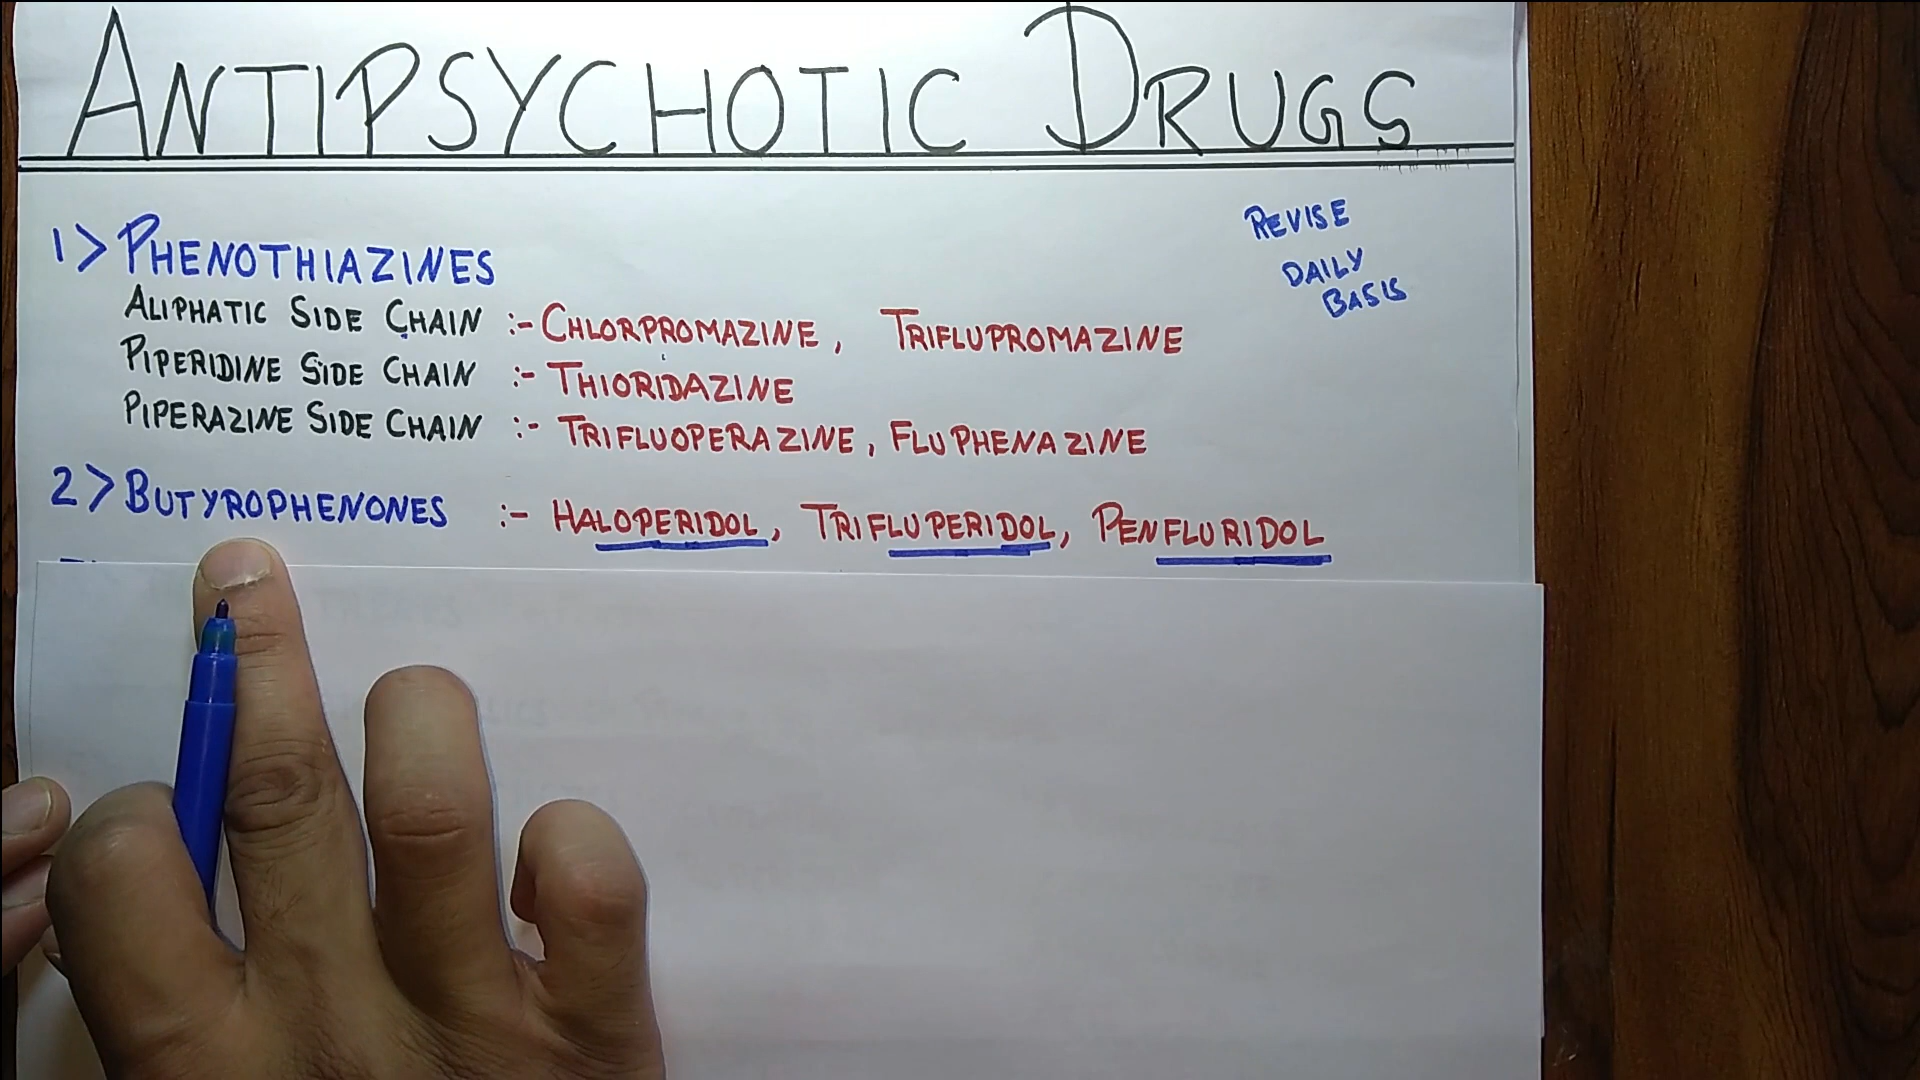 ANTIPSYCHOTIC DRUGS
REVISE
DAILY
BASIS
1> PHENOTHIAZINES
ALIPHATIC SIDE CHAIN :- CHLORPROMAZINE, TRIFLUPROMAZINE
PIPERIDINE SIDE CHAIN :- THIORIDAZINE
PIPERAZINE SIDE CHAIN :- TRIFLUOPERAZINE, FLUPHENAZINE
2> BUTYROPHENONES :- HALOPERIDOL, TRIFLUPERIDOL, PENFLURIDOL